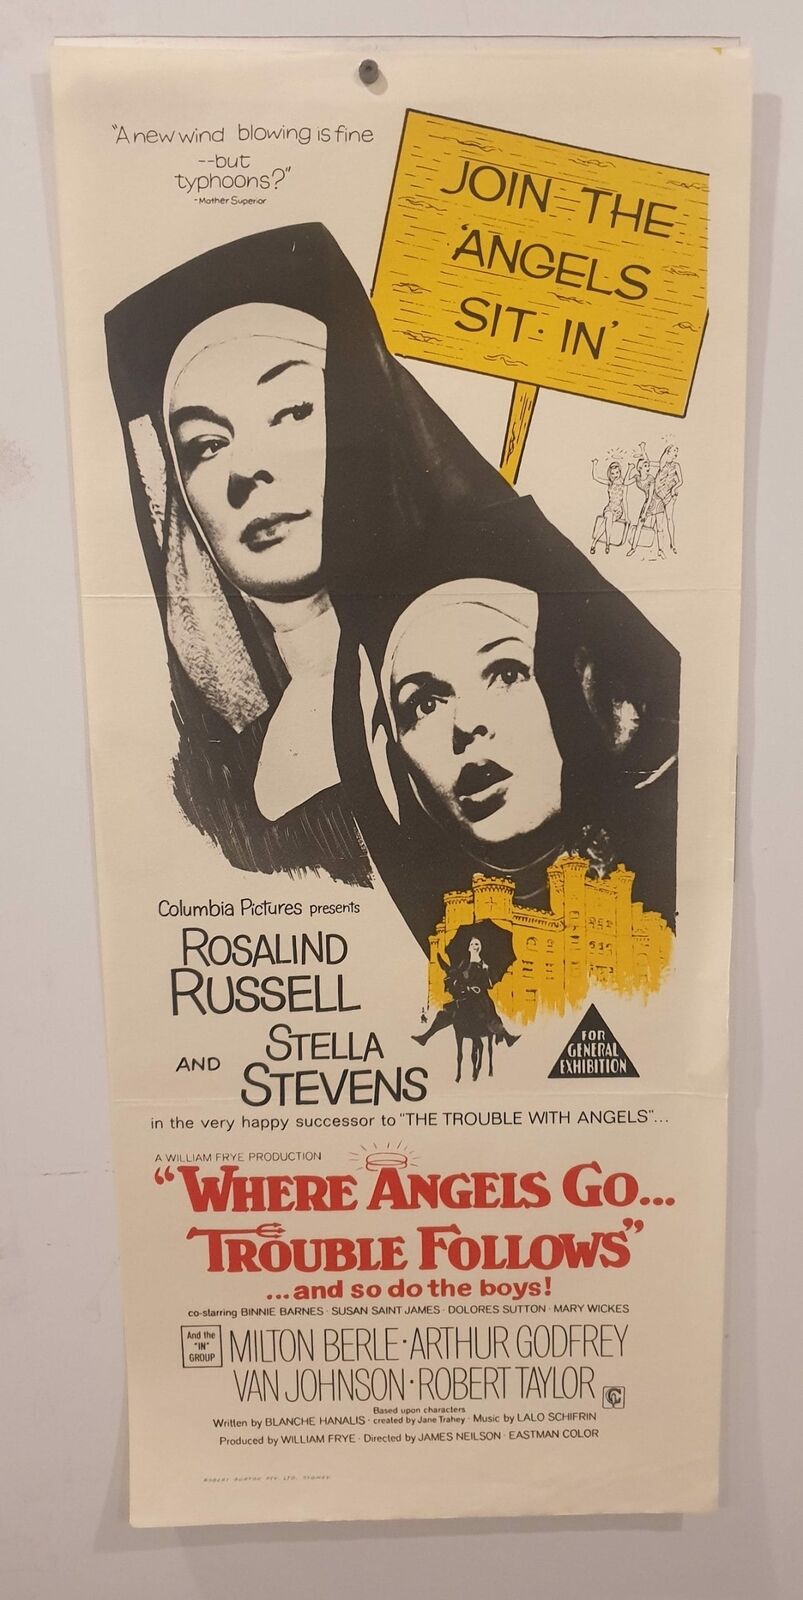 "A new wind blowing is fine
--but
typhoons?"
-Mother Superior
JOIN THE
'ANGELS
SIT-IN'
Columbia Pictures presents
ROSALIND
RUSSELL
AND STELLA
STEVENS
FOR
GENERAL
EXHIBITION
in the very happy successor to "THE TROUBLE WITH ANGELS"...
A WILLIAM FRYE PRODUCTION
"WHERE ANGELS GO...
TROUBLE FOLLOWS"
...and so do the boys!
co-starring BINNIE BARNES · SUSAN SAINT JAMES · DOLORES SUTTON · MARY WICKES
And the
"IN"
GROUP
MILTON BERLE · ARTHUR GODFREY
VAN JOHNSON · ROBERT TAYLOR
Based upon characters
Written by BLANCHE HANALIS · created by Jane Trahey · Music by LALO SCHIFRIN
Produced by WILLIAM FRYE · Directed by JAMES NEILSON · EASTMAN COLOR
ROBERT BURTON PTY. LTD. SYDNEY